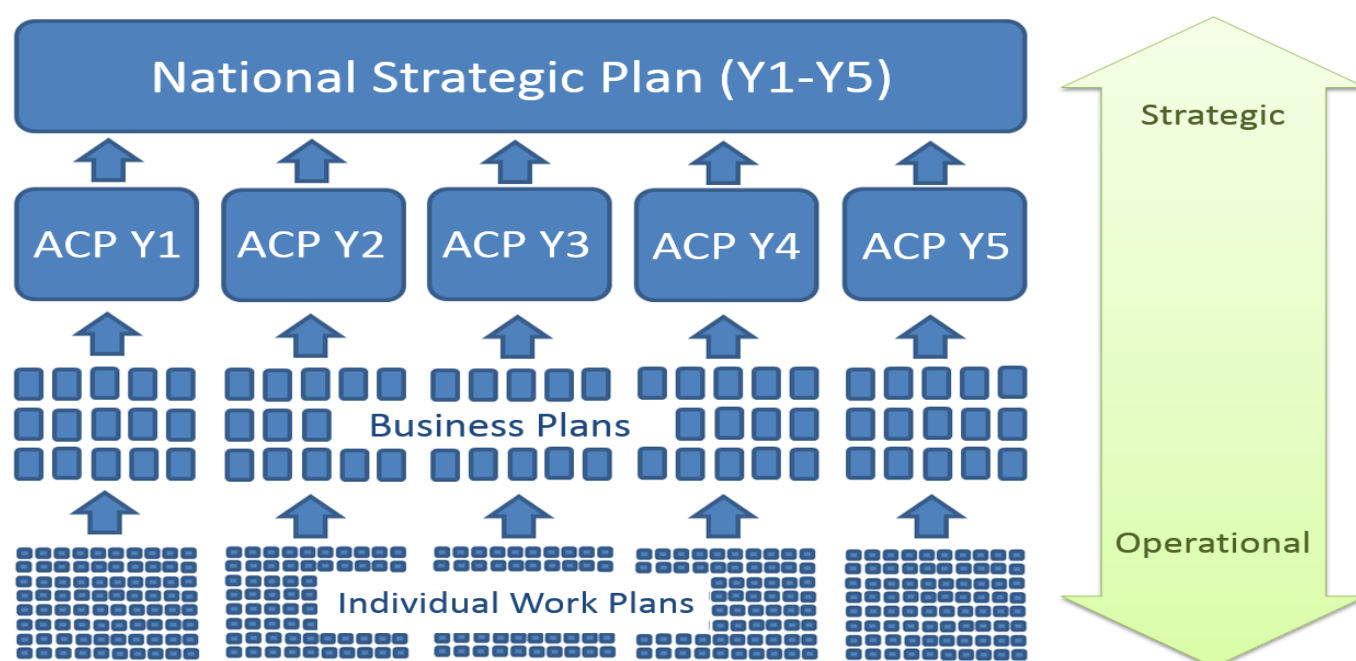 National Strategic Plan (Y1-Y5)
Strategic
ACP Y1
ACP Y2
ACP Y3
ACP Y4
ACP Y5
Business Plans
Operational
Individual Work Plans